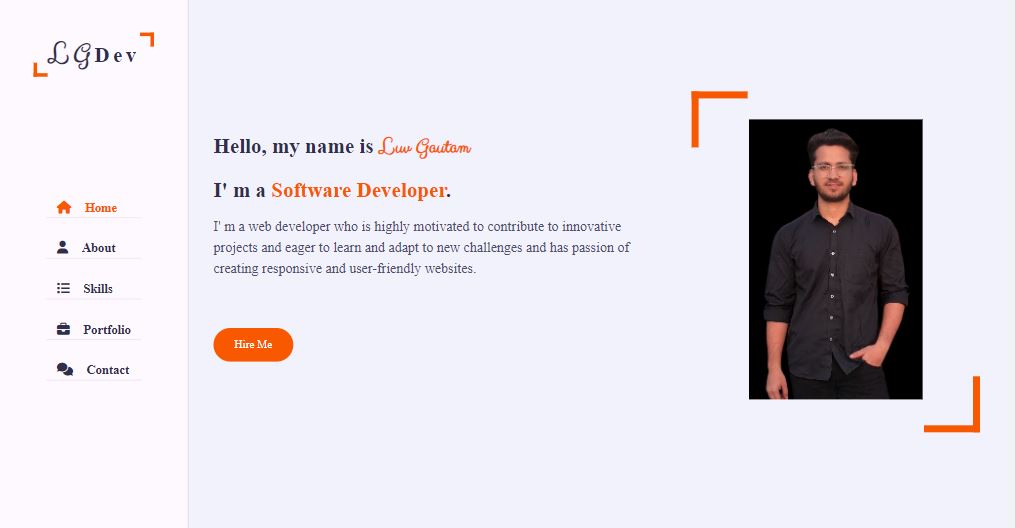 LG Dev
Home
About
Skills
Portfolio
Contact
Hello, my name is Luv Gautam
I' m a Software Developer.
I' m a web developer who is highly motivated to contribute to innovative
projects and eager to learn and adapt to new challenges and has passion of
creating responsive and user-friendly websites.
Hire Me